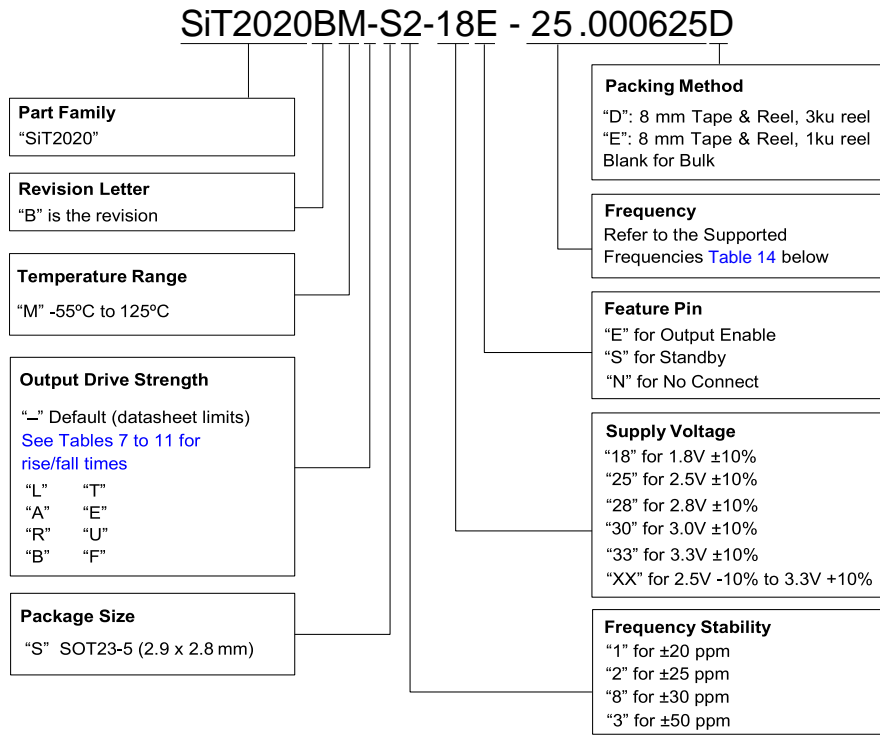 SiT2020BM-S2-18E - 25.000625D
Part Family
“SiT2020”
Revision Letter
“B” is the revision
Temperature Range
“M” -55ºC to 125ºC
Output Drive Strength
“–” Default (datasheet limits)
See Tables 7 to 11 for
rise/fall times
“L” “T”
“A” “E”
“R” “U”
“B” “F”
Package Size
“S” SOT23-5 (2.9 x 2.8 mm)
Packing Method
“D”: 8 mm Tape & Reel, 3ku reel
“E”: 8 mm Tape & Reel, 1ku reel
Blank for Bulk
Frequency
Refer to the Supported
Frequencies Table 14 below
Feature Pin
“E” for Output Enable
“S” for Standby
“N” for No Connect
Supply Voltage
“18” for 1.8V ±10%
“25” for 2.5V ±10%
“28” for 2.8V ±10%
“30” for 3.0V ±10%
“33” for 3.3V ±10%
“XX” for 2.5V -10% to 3.3V +10%
Frequency Stability
“1” for ±20 ppm
“2” for ±25 ppm
“8” for ±30 ppm
“3” for ±50 ppm